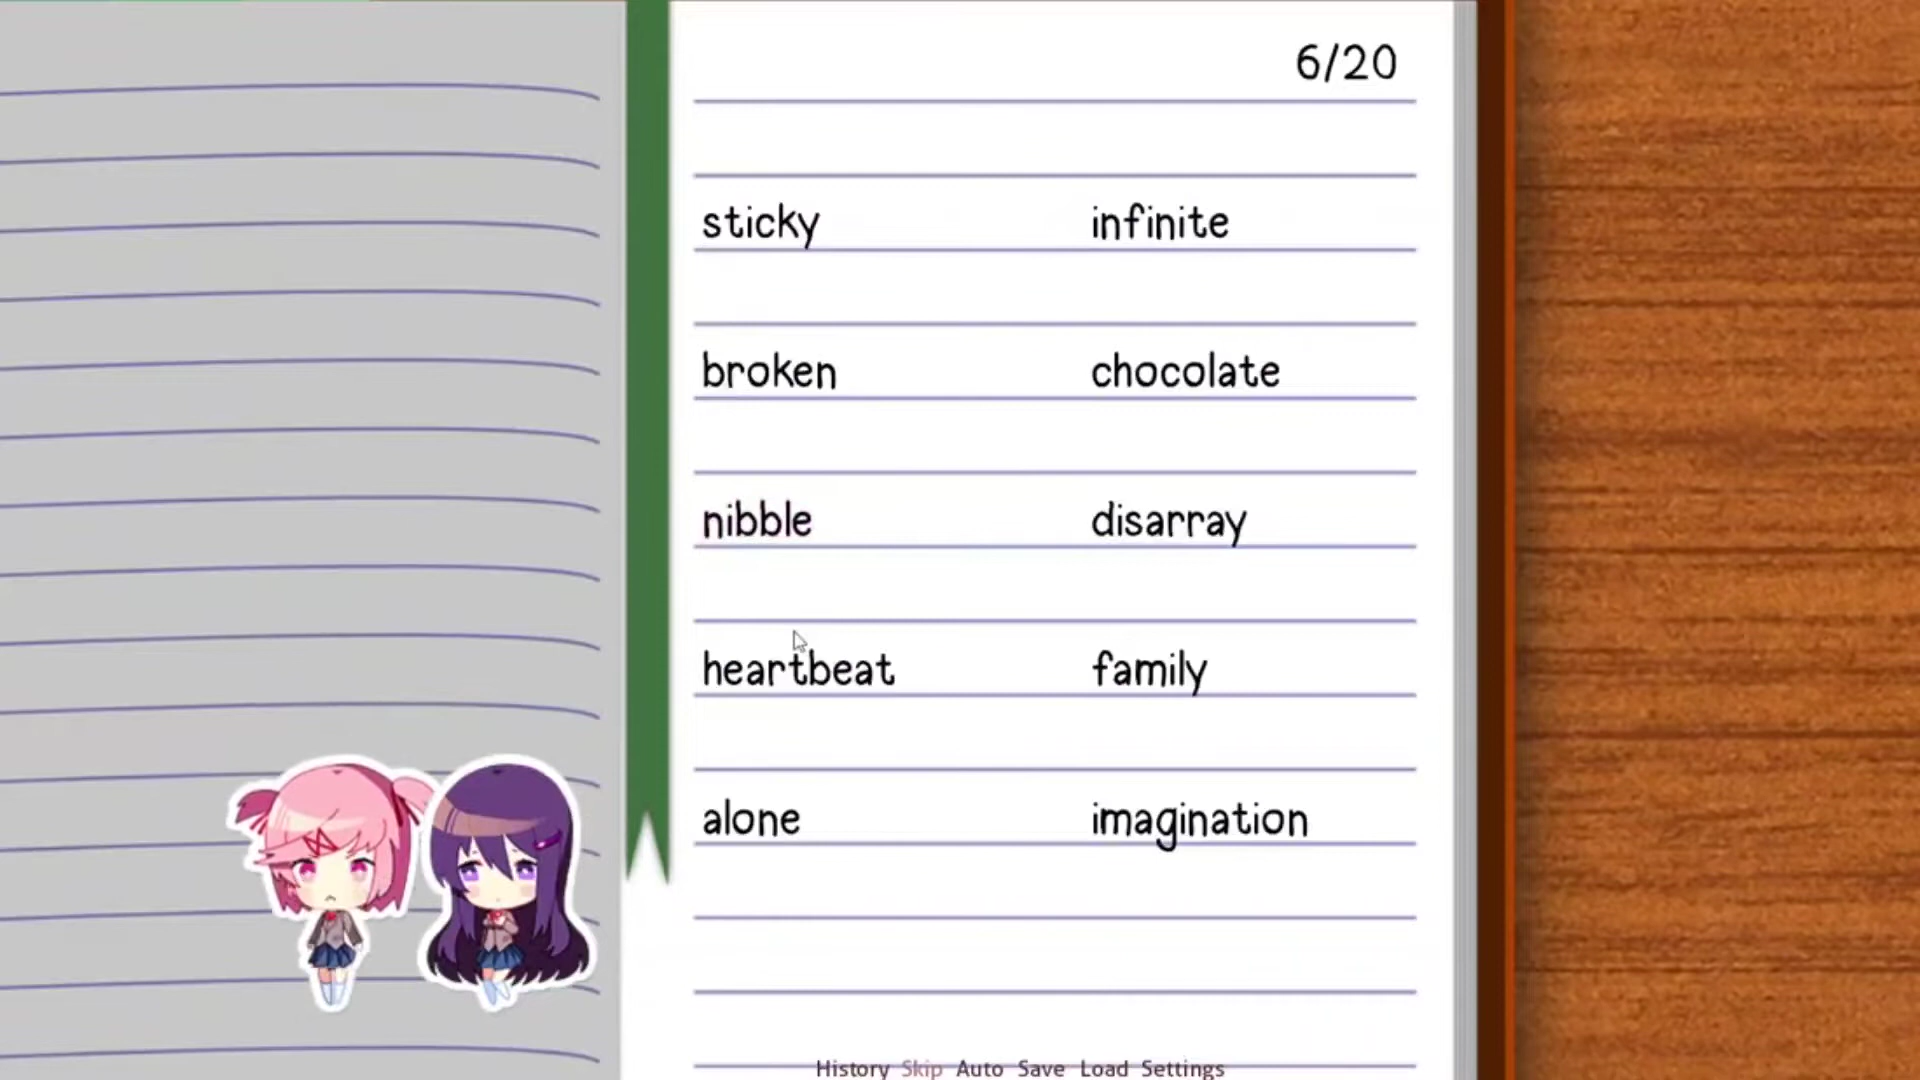 6/20
sticky infinite
broken chocolate
nibble disarray
heartbeat family
alone imagination
History Skip Auto Save Load Settings